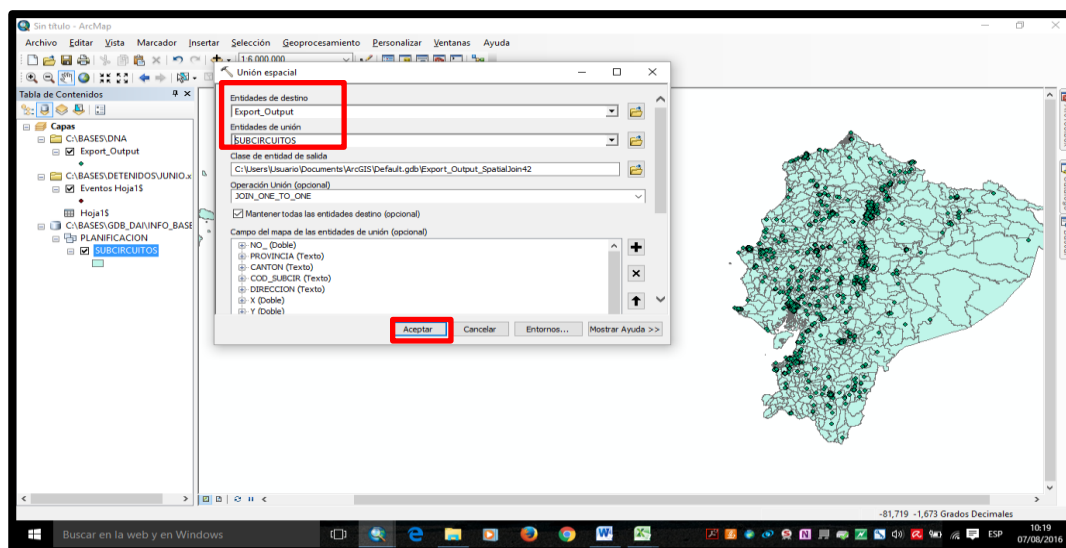 Sin título - ArcMap
Archivo Editar Vista Marcador Insertar Selección Geoprocesamiento Personalizar Ventanas Ayuda
1:6.000.000
Tabla de Contenidos
Capas
C:\BASES\DNA
Export_Output
C:\BASES\DETENIDOS\JUNIO.x
Eventos Hoja1$
Hoja1$
C:\BASES\GDB_DAI\INFO_BASE
PLANIFICACION
SUBCIRCUITOS
Unión espacial
Entidades de destino
Export_Output
Entidades de unión
SUBCIRCUITOS
Clase de entidad de salida
C:\Users\Usuario\Documents\ArcGIS\Default.gdb\Export_Output_SpatialJoin42
Operación Unión (opcional)
JOIN_ONE_TO_ONE
Mantener todas las entidades destino (opcional)
Campo del mapa de las entidades de unión (opcional)
NO_ (Doble)
PROVINCIA (Texto)
CANTON (Texto)
COD_SUBCIR (Texto)
DIRECCION (Texto)
X (Doble)
Y (Doble)
Aceptar Cancelar Entornos... Mostrar Ayuda >>
-81,719 -1,673 Grados Decimales
Buscar en la web y en Windows
ESP
10:19
07/08/2016